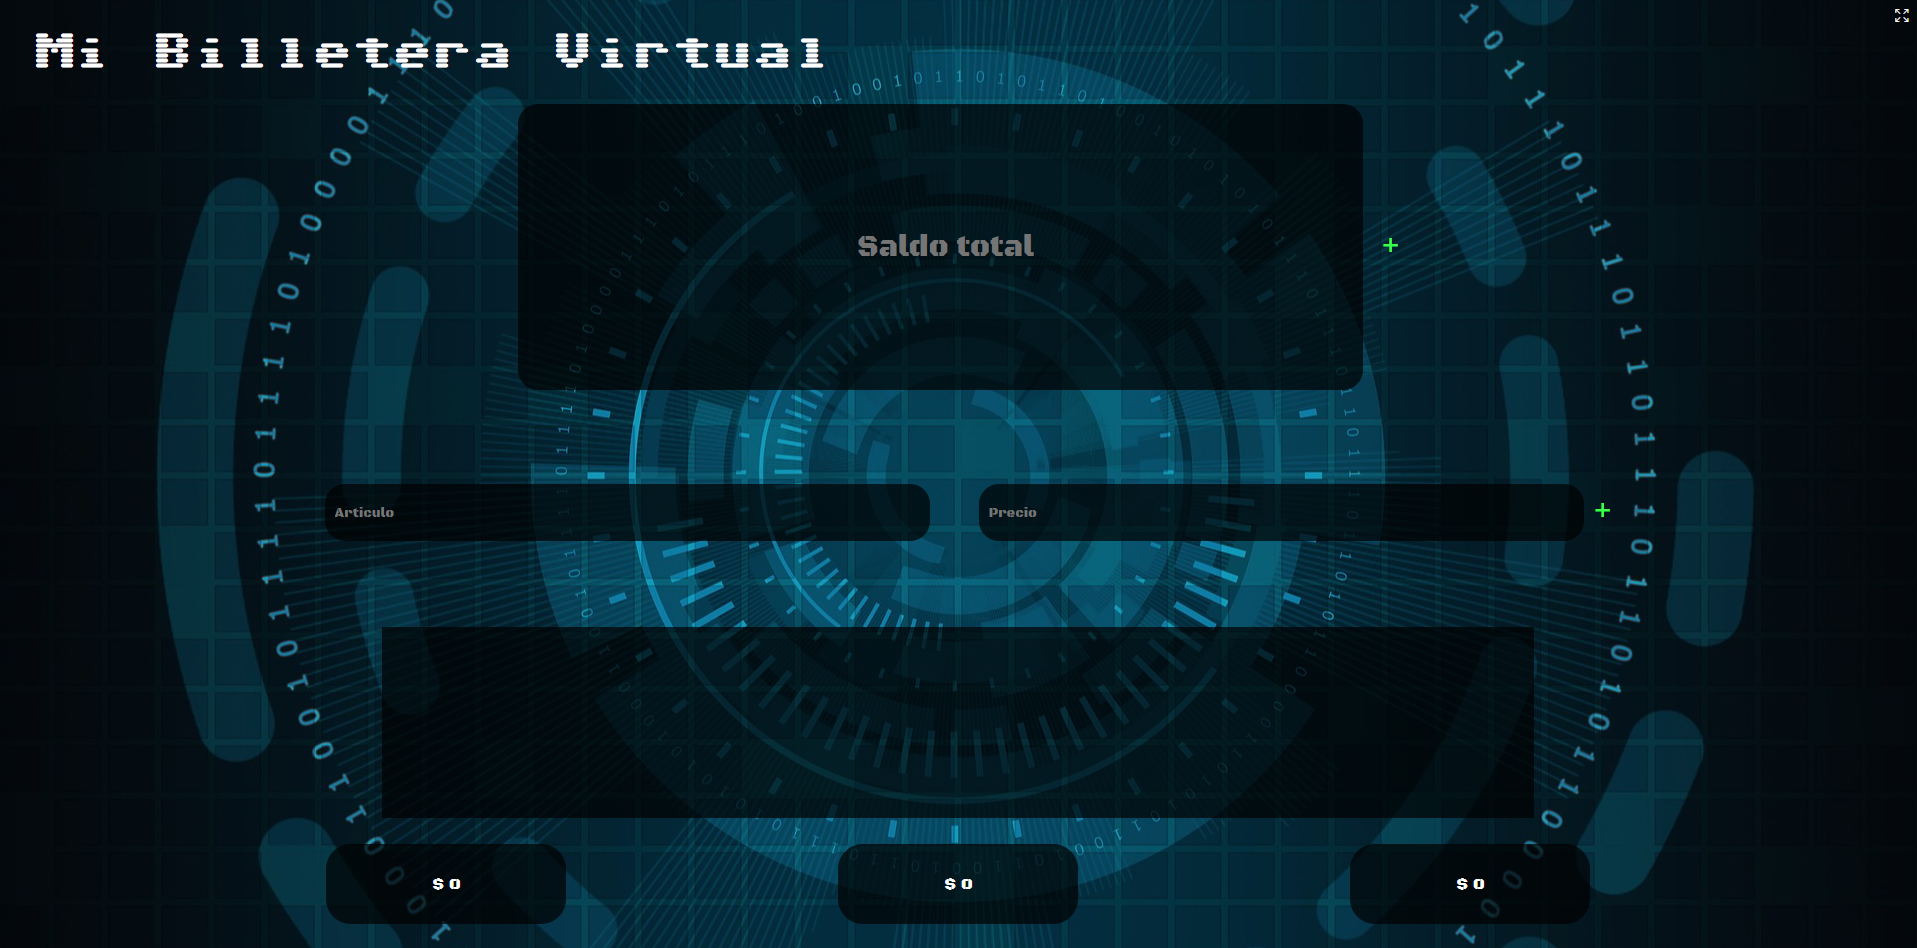 Mi Billetera Virtual
Saldo total
+
Articulo
Precio
+
$ 0
$ 0
$ 0